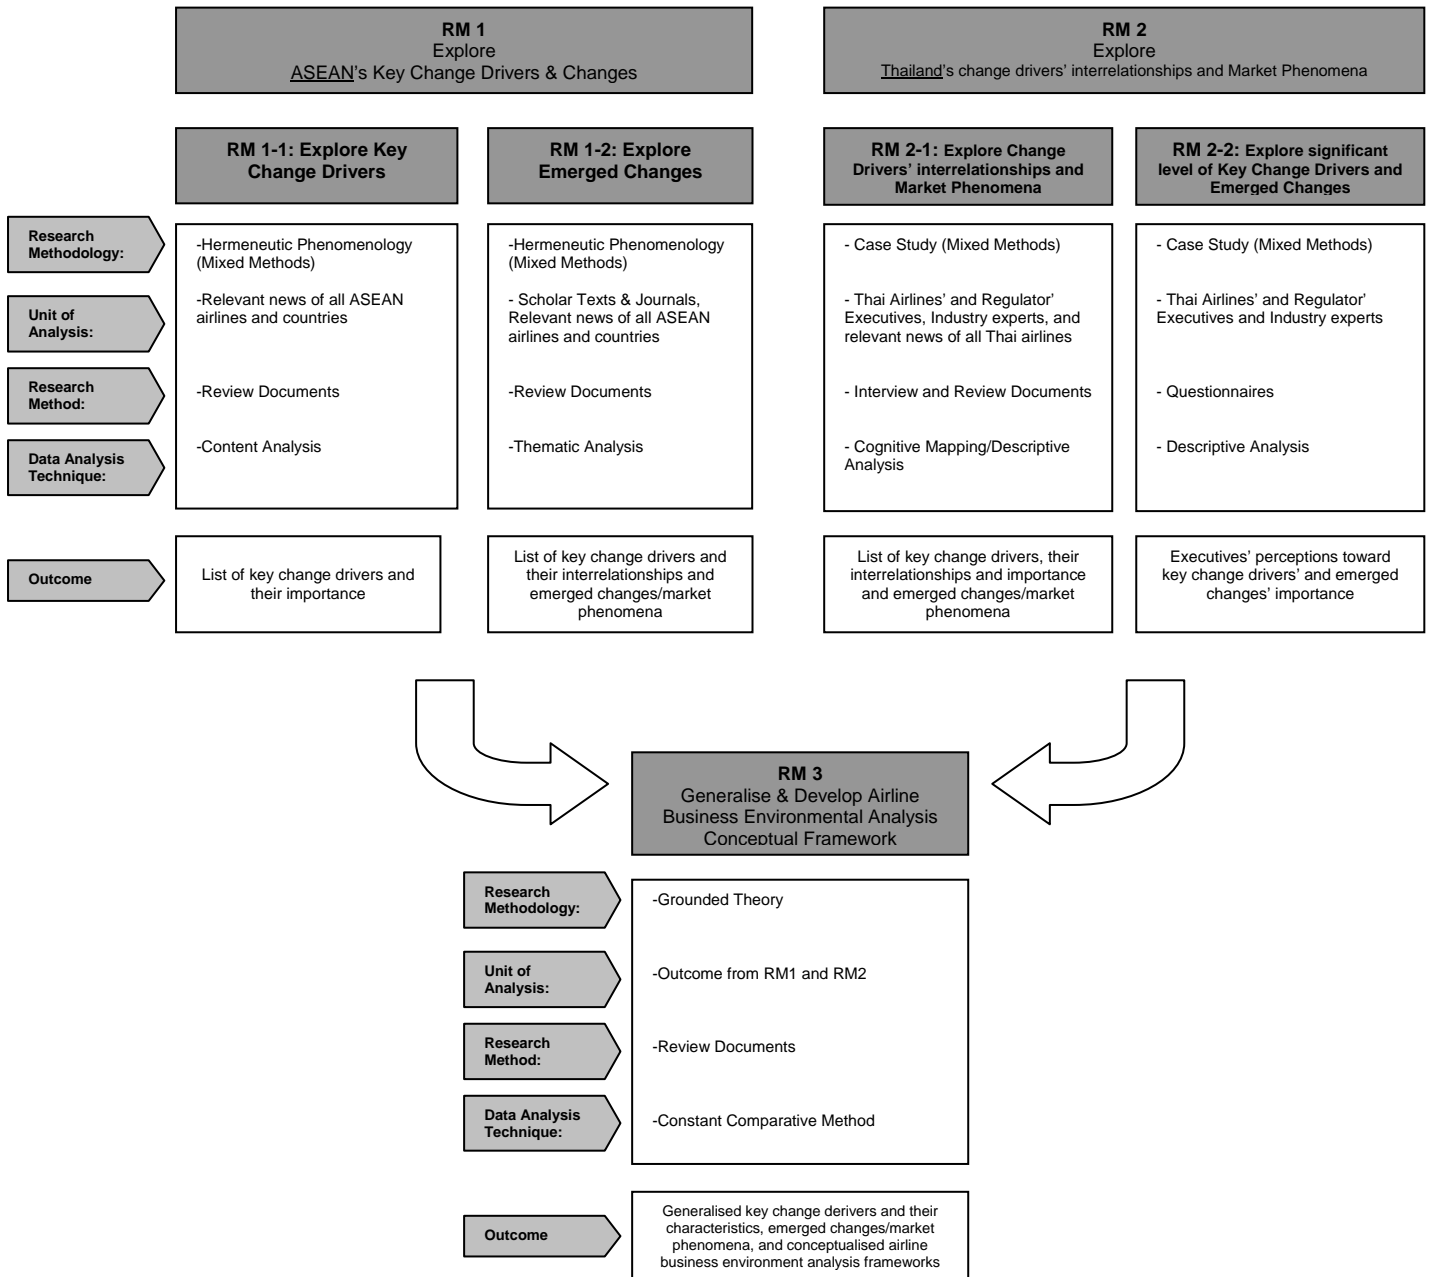 RM 1
Explore
ASEAN's Key Change Drivers & Changes
RM 2
Explore
Thailand's change drivers' interrelationships and Market Phenomena
RM 1-1: Explore Key
Change Drivers
RM 1-2: Explore
Emerged Changes
RM 2-1: Explore Change
Drivers' interrelationships and
Market Phenomena
RM 2-2: Explore significant
level of Key Change Drivers and
Emerged Changes
Research
Methodology:
-Hermeneutic Phenomenology
(Mixed Methods)
-Hermeneutic Phenomenology
(Mixed Methods)
- Case Study (Mixed Methods)
- Case Study (Mixed Methods)
Unit of
Analysis:
-Relevant news of all ASEAN
airlines and countries
- Scholar Texts & Journals,
Relevant news of all ASEAN
airlines and countries
- Thai Airlines' and Regulator'
Executives, Industry experts, and
relevant news of all Thai airlines
- Thai Airlines' and Regulator'
Executives and Industry experts
Research
Method:
-Review Documents
-Review Documents
- Interview and Review Documents
- Questionnaires
Data Analysis
Technique:
-Content Analysis
-Thematic Analysis
- Cognitive Mapping/Descriptive
Analysis
- Descriptive Analysis
Outcome
List of key change drivers and
their importance
List of key change drivers and
their interrelationships and
emerged changes/market
phenomena
List of key change drivers, their
interrelationships and importance
and emerged changes/market
phenomena
Executives' perceptions toward
key change drivers' and emerged
changes' importance
RM 3
Generalise & Develop Airline
Business Environmental Analysis
Conceptual Framework
Research
Methodology:
-Grounded Theory
Unit of
Analysis:
-Outcome from RM1 and RM2
Research
Method:
-Review Documents
Data Analysis
Technique:
-Constant Comparative Method
Outcome
Generalised key change derivers and their
characteristics, emerged changes/market
phenomena, and conceptualised airline
business environment analysis frameworks